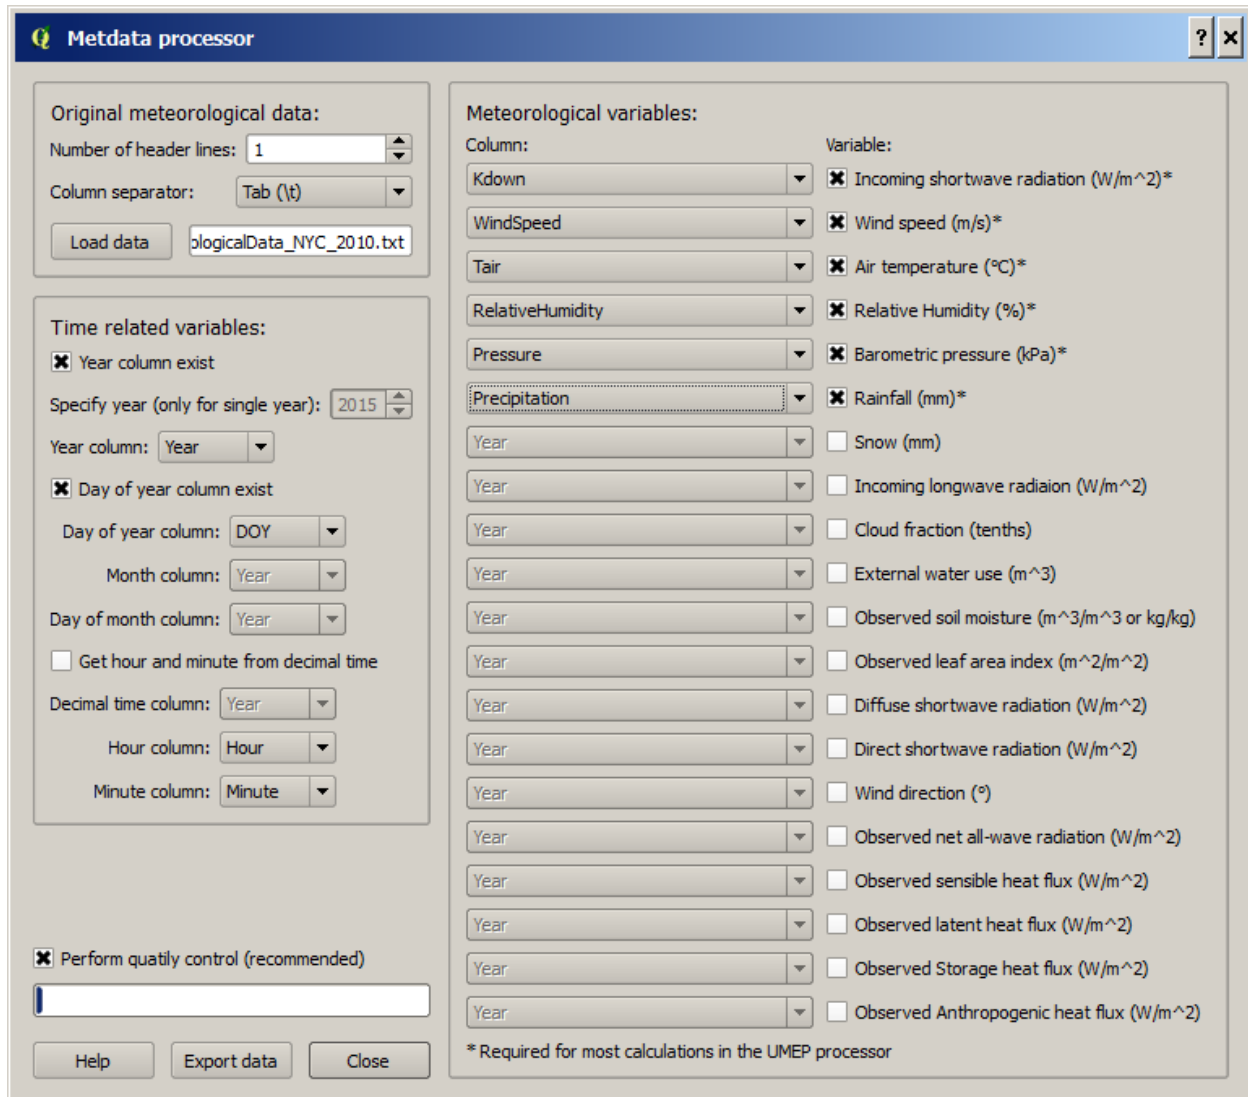 Metdata processor
? ×
Original meteorological data:
Number of header lines: 1
Column separator: Tab (\t)
Load data ologicalData_NYC_2010.txt
Time related variables:
Year column exist
Specify year (only for single year): 2015
Year column: Year
Day of year column exist
Day of year column: DOY
Month column: Year
Day of month column: Year
Get hour and minute from decimal time
Decimal time column: Year
Hour column: Hour
Minute column: Minute
Perform quatily control (recommended)
Help Export data Close
Meteorological variables:
Column: Variable:
Kdown Incoming shortwave radiation (W/m^2)*
WindSpeed Wind speed (m/s)*
Tair Air temperature (°C)*
RelativeHumidity Relative Humidity (%)*
Pressure Barometric pressure (kPa)*
Precipitation Rainfall (mm)*
Year Snow (mm)
Year Incoming longwave radiaion (W/m^2)
Year Cloud fraction (tenths)
Year External water use (m^3)
Year Observed soil moisture (m^3/m^3 or kg/kg)
Year Observed leaf area index (m^2/m^2)
Year Diffuse shortwave radiation (W/m^2)
Year Direct shortwave radiation (W/m^2)
Year Wind direction (°)
Year Observed net all-wave radiation (W/m^2)
Year Observed sensible heat flux (W/m^2)
Year Observed latent heat flux (W/m^2)
Year Observed Storage heat flux (W/m^2)
Year Observed Anthropogenic heat flux (W/m^2)
* Required for most calculations in the UMEP processor